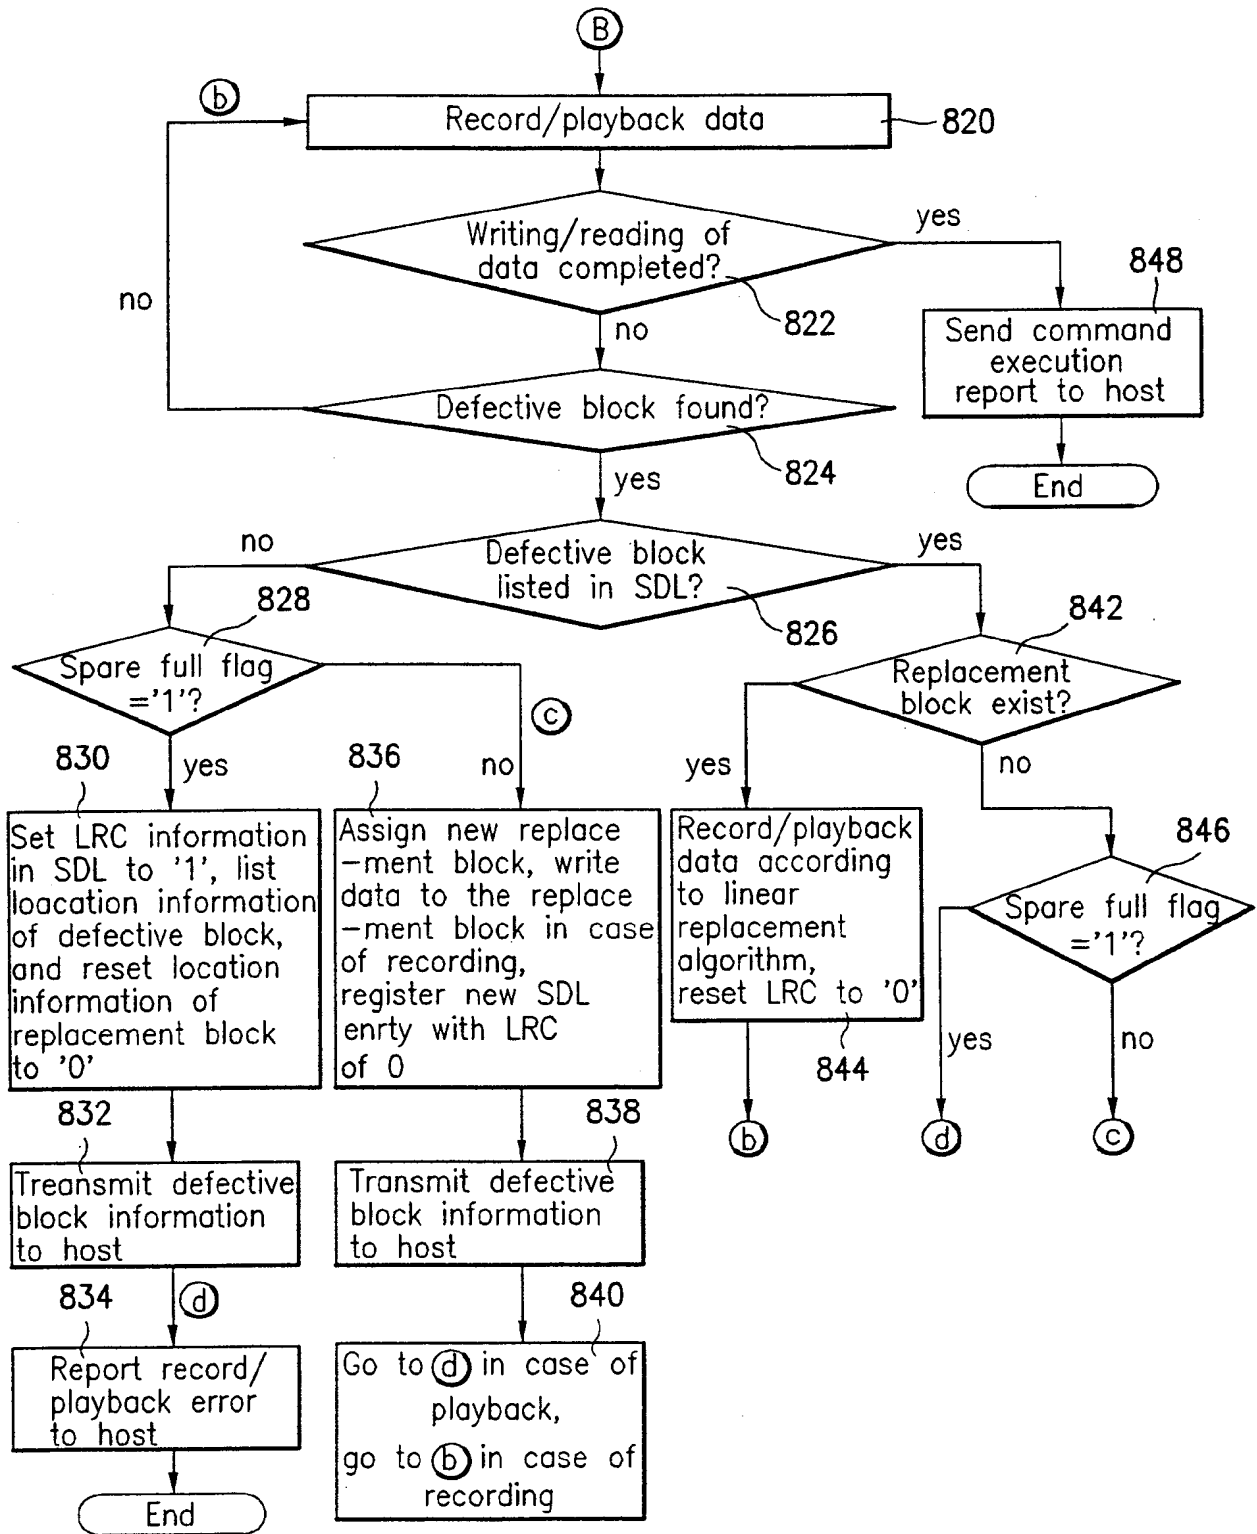 B
b
Record/playback data
820
Writing/reading of
data completed?
822
yes
no
848
Send command
execution
report to host
End
no
Defective block found?
824
yes
Defective block
listed in SDL?
826
no
yes
828
Spare full flag
='1'?
842
Replacement
block exist?
c
830
yes
836
no
yes
no
Set LRC information
in SDL to '1', list
loacation information
of defective block,
and reset location
information of
replacement block
to '0'
Assign new replace
-ment block, write
data to the replace
-ment block in case
of recording,
register new SDL
enrty with LRC
of 0
Record/playback
data according
to linear
replacement
algorithm,
reset LRC to '0'
844
846
Spare full flag
='1'?
yes
no
b
d
c
832
Treansmit defective
block information
to host
838
Transmit defective
block information
to host
834
d
Report record/
playback error
to host
End
840
Go to d in case of
playback,
go to b in case of
recording